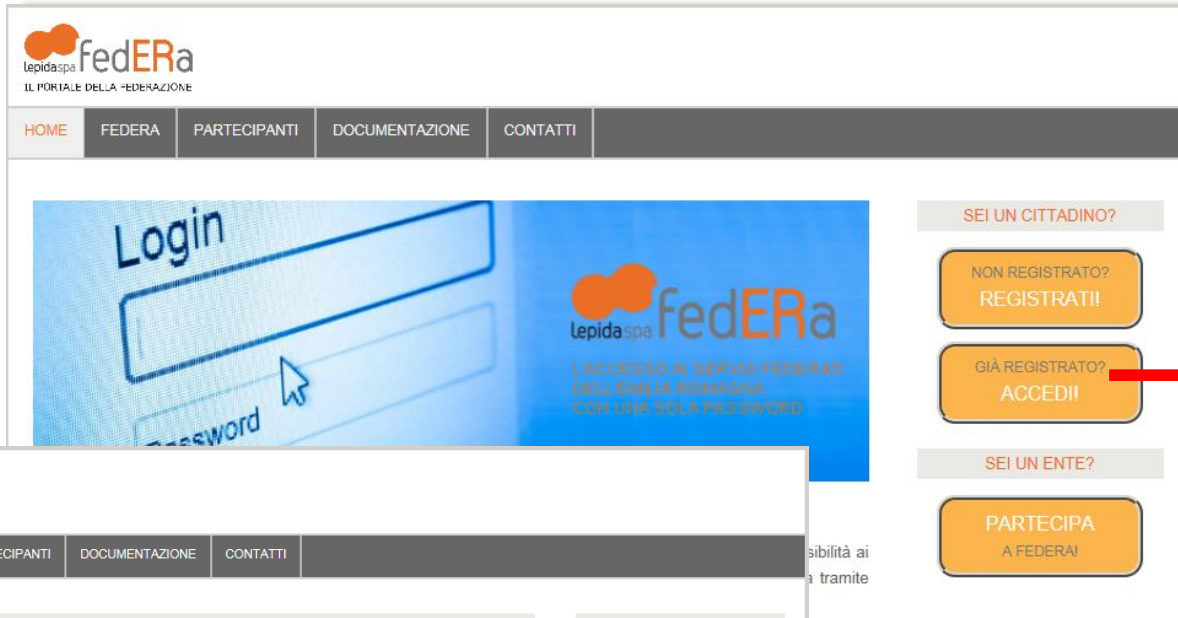 lepidaspa fedERa
IL PORTALE DELLA FEDERAZIONE
HOME FEDERA PARTECIPANTI DOCUMENTAZIONE CONTATTI
Login
Password
lepidaspa fedERa
L'ACCESSO AI SERVIZI FEDERATI
DELL'EMILIA-ROMAGNA
CON UNA SOLA PASSWORD
SEI UN CITTADINO?
NON REGISTRATO?
REGISTRATI!
GIÀ REGISTRATO?
ACCEDI!
SEI UN ENTE?
PARTECIPA
A FEDERA!
sibilità ai
tramite
ECIPANTI DOCUMENTAZIONE CONTATTI